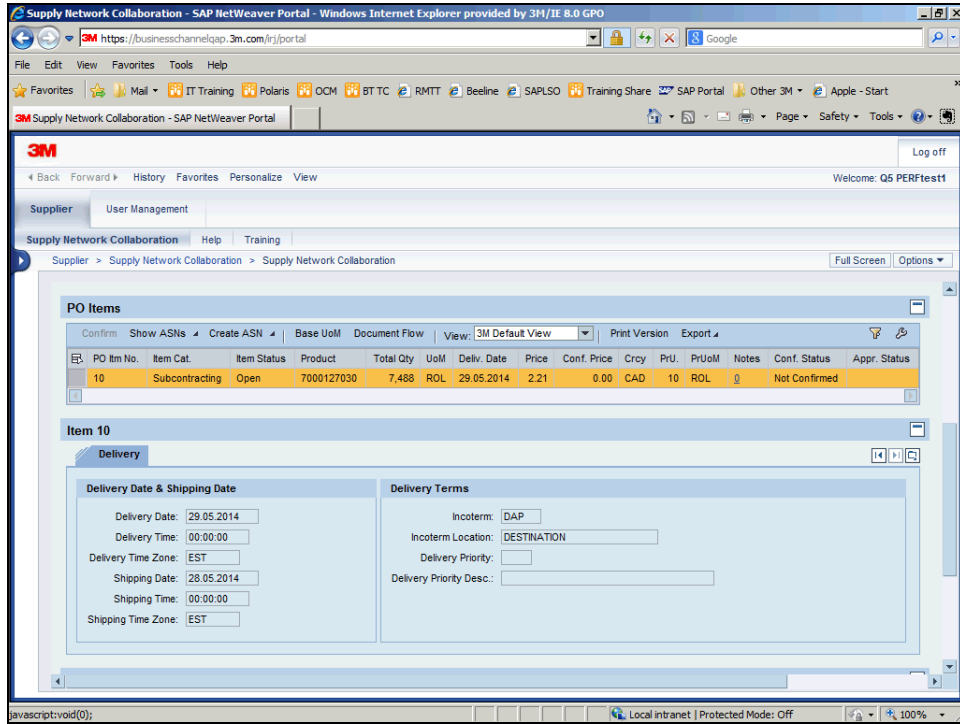 Supply Network Collaboration - SAP NetWeaver Portal - Windows Internet Explorer provided by 3M/IE 8.0 GPO
3M https://businesschannelqap.3m.com/irj/portal
Google
File Edit View Favorites Tools Help
Favorites Mail IT Training Polaris OCM BT TC RMTT Beeline SAPLSO Training Share SAP Portal Other 3M Apple - Start
3M Supply Network Collaboration - SAP NetWeaver Portal
Page Safety Tools
3M
Log off
Back Forward History Favorites Personalize View
Welcome: Q5 PERFtest1
Supplier User Management
Supply Network Collaboration Help Training
Supplier > Supply Network Collaboration > Supply Network Collaboration
Full Screen Options
PO Items
Confirm Show ASNs Create ASN Base UoM Document Flow View: 3M Default View Print Version Export
PO Itm No. Item Cat. Item Status Product Total Qty UoM Deliv. Date Price Conf. Price Crcy PrU. PrUoM Notes Conf. Status Appr. Status
10 Subcontracting Open 7000127030 7,488 ROL 29.05.2014 2.21 0.00 CAD 10 ROL 0 Not Confirmed
Item 10
Delivery
Delivery Date & Shipping Date
Delivery Date: 29.05.2014
Delivery Time: 00:00:00
Delivery Time Zone: EST
Shipping Date: 28.05.2014
Shipping Time: 00:00:00
Shipping Time Zone: EST
Delivery Terms
Incoterm: DAP
Incoterm Location: DESTINATION
Delivery Priority:
Delivery Priority Desc.:
javascript:void(0);
Local intranet | Protected Mode: Off
100%